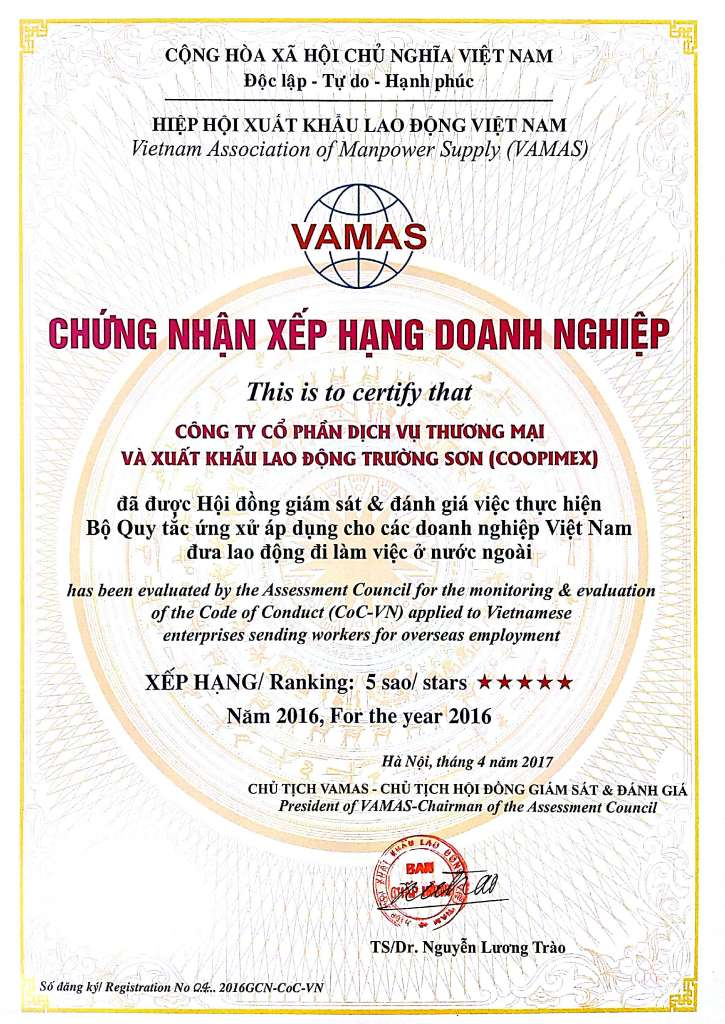 CỘNG HÒA XÃ HỘI CHỦ NGHĨA VIỆT NAM
Độc lập - Tự do - Hạnh phúc
HIỆP HỘI XUẤT KHẨU LAO ĐỘNG VIỆT NAM
Vietnam Association of Manpower Supply (VAMAS)
VAMAS
CHỨNG NHẬN XẾP HẠNG DOANH NGHIỆP
This is to certify that
CÔNG TY CỔ PHẦN DỊCH VỤ THƯƠNG MẠI
VÀ XUẤT KHẨU LAO ĐỘNG TRƯỜNG SƠN (COOPIMEX)
đã được Hội đồng giám sát & đánh giá việc thực hiện
Bộ Quy tắc ứng xử áp dụng cho các doanh nghiệp Việt Nam
đưa lao động đi làm việc ở nước ngoài
has been evaluated by the Assessment Council for the monitoring & evaluation
of the Code of Conduct (CoC-VN) applied to Vietnamese
enterprises sending workers for overseas employment
XẾP HẠNG/ Ranking: 5 sao/ stars ★★★★★
Năm 2016, For the year 2016
Hà Nội, tháng 4 năm 2017
CHỦ TỊCH VAMAS - CHỦ TỊCH HỘI ĐỒNG GIÁM SÁT & ĐÁNH GIÁ
President of VAMAS-Chairman of the Assessment Council
BAN
TS/Dr. Nguyễn Lương Trào
Số đăng ký/ Registration No 04.. 2016GCN-CoC-VN